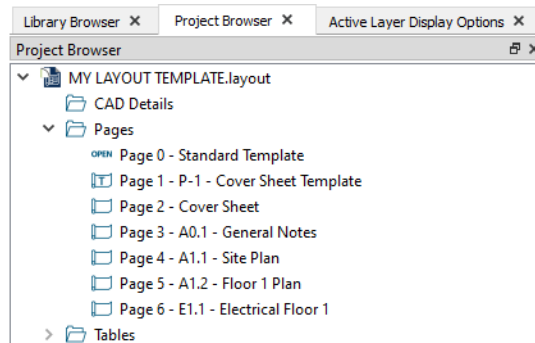 Library Browser X Project Browser X Active Layer Display Options X
Project Browser
MY LAYOUT TEMPLATE.layout
CAD Details
Pages
OPEN Page 0 - Standard Template
T Page 1 - P-1 - Cover Sheet Template
Page 2 - Cover Sheet
Page 3 - A0.1 - General Notes
Page 4 - A1.1 - Site Plan
Page 5 - A1.2 - Floor 1 Plan
Page 6 - E1.1 - Electrical Floor 1
Tables